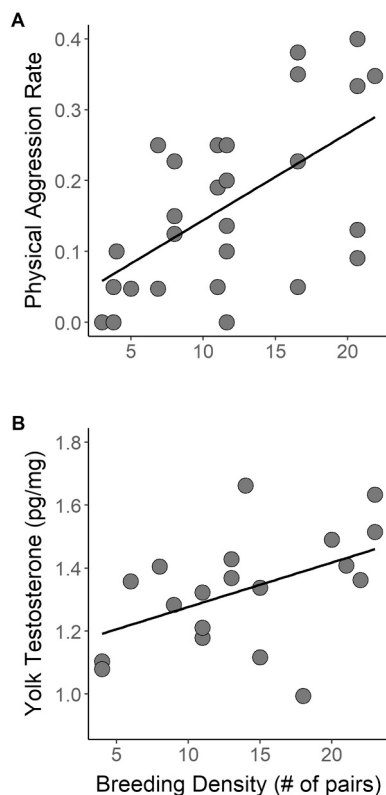 A
Physical Aggression Rate
0.4
0.3
0.2
0.1
0.0
5 10 15 20
B
Yolk Testosterone (pg/mg)
1.8
1.6
1.4
1.2
1.0
5 10 15 20
Breeding Density (# of pairs)